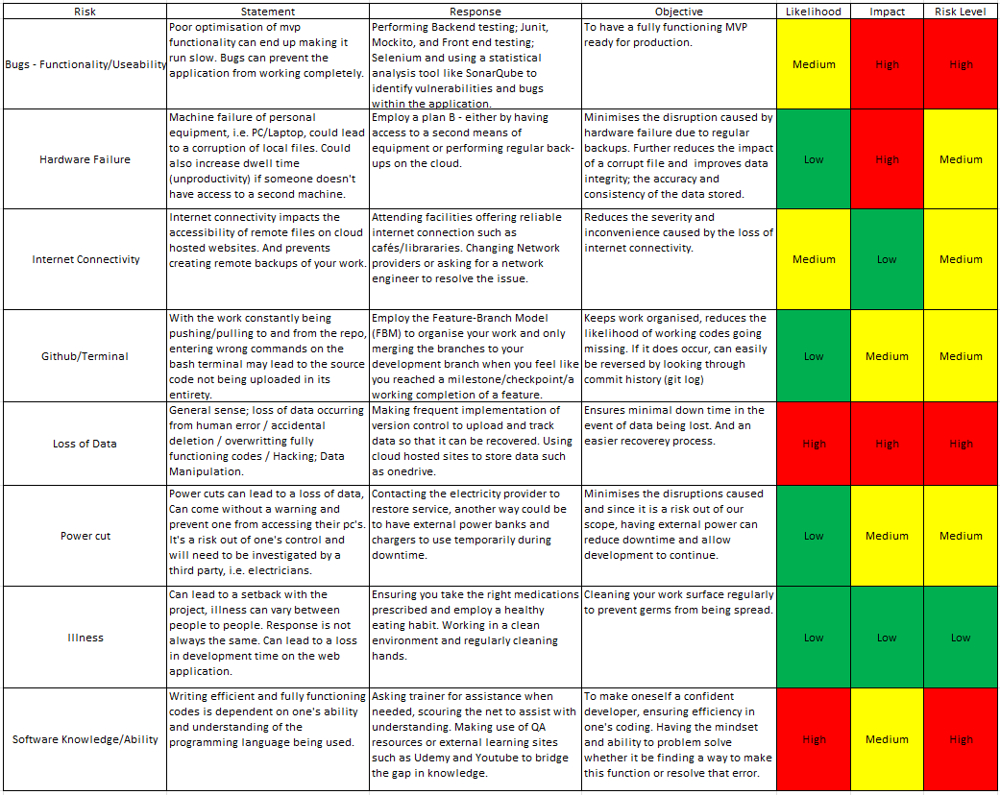 Risk Statement Response Objective Likelihood Impact Risk Level
Bugs - Functionality/Useability
Poor optimisation of mvp
functionality can end up making it
run slow. Bugs can prevent the
application from working completely.
Performing Backend testing; Junit,
Mockito, and Front end testing;
Selenium and using a statistical
analysis tool like SonarQube to
identify vulnerabilities and bugs
within the application.
To have a fully functioning MVP
ready for production.
Medium
High
High
Hardware Failure
Machine failure of personal
equipment, i.e. PC/Laptop, could lead
to a corruption of local files. Could
also increase dwell time
(unproductivity) if someone doesn't
have access to a second machine.
Employ a plan B - either by having
access to a second means of
equipment or performing regular back-
ups on the cloud.
Minimises the disruption caused by
hardware failure due to regular
backups. Further reduces the impact
of a corrupt file and improves data
integrity; the accuracy and
consistency of the data stored.
Low
High
Medium
Internet Connectivity
Internet connectivity impacts the
accessibility of remote files on cloud
hosted websites. And prevents
creating remote backups of your work.
Attending facilities offering reliable
internet connection such as
cafés/librararies. Changing Network
providers or asking for a network
engineer to resolve the issue.
Reduces the severity and
inconvenience caused by the loss of
internet connectivity.
Medium
Low
Medium
Github/Terminal
With the work constantly being
pushing/pulling to and from the repo,
entering wrong commands on the
bash terminal may lead to the source
code not being uploaded in its
entirety.
Employ the Feature-Branch Model
(FBM) to organise your work and only
merging the branches to your
development branch when you feel like
you reached a milestone/checkpoint/a
working completion of a feature.
Keeps work organised, reduces the
likelihood of working codes going
missing. If it does occur, can easily
be reversed by looking through
commit history (git log)
Low
Medium
Medium
Loss of Data
General sense; loss of data occurring
from human error / accidental
deletion / overwritting fully
functioning codes / Hacking; Data
Manipulation.
Making frequent implementation of
version control to upload and track
data so that it can be recovered. Using
cloud hosted sites to store data such
as onedrive.
Ensures minimal down time in the
event of data being lost. And an
easier recoverey process.
High
High
High
Power cut
Power cuts can lead to a loss of data,
Can come without a warning and
prevent one from accessing their pc's.
It's a risk out of one's control and
will need to be investigated by a
third party, i.e. electricians.
Contacting the electricity provider to
restore service, another way could be
to have external power banks and
chargers to use temporarily during
downtime.
Minimises the disruptions caused
and since it is a risk out of our
scope, having external power can
reduce downtime and allow
development to continue.
Low
Medium
Medium
Illness
Can lead to a setback with the
project, illness can vary between
people to people. Response is not
always the same. Can lead to a loss
in development time on the web
application.
Ensuring you take the right medications
prescribed and employ a healthy
eating habit. Working in a clean
environment and regularly cleaning
hands.
Cleaning your work surface regularly
to prevent germs from being spread.
Low
Low
Low
Software Knowledge/Ability
Writing efficient and fully functioning
codes is dependent on one's ability
and understanding of the
programming language being used.
Asking trainer for assistance when
needed, scouring the net to assist with
understanding. Making use of QA
resources or external learning sites
such as Udemy and Youtube to bridge
the gap in knowledge.
To make oneself a confident
developer, ensuring efficiency in
one's coding. Having the mindset
and ability to problem solve
whether it be finding a way to make
this function or resolve that error.
High
Medium
High